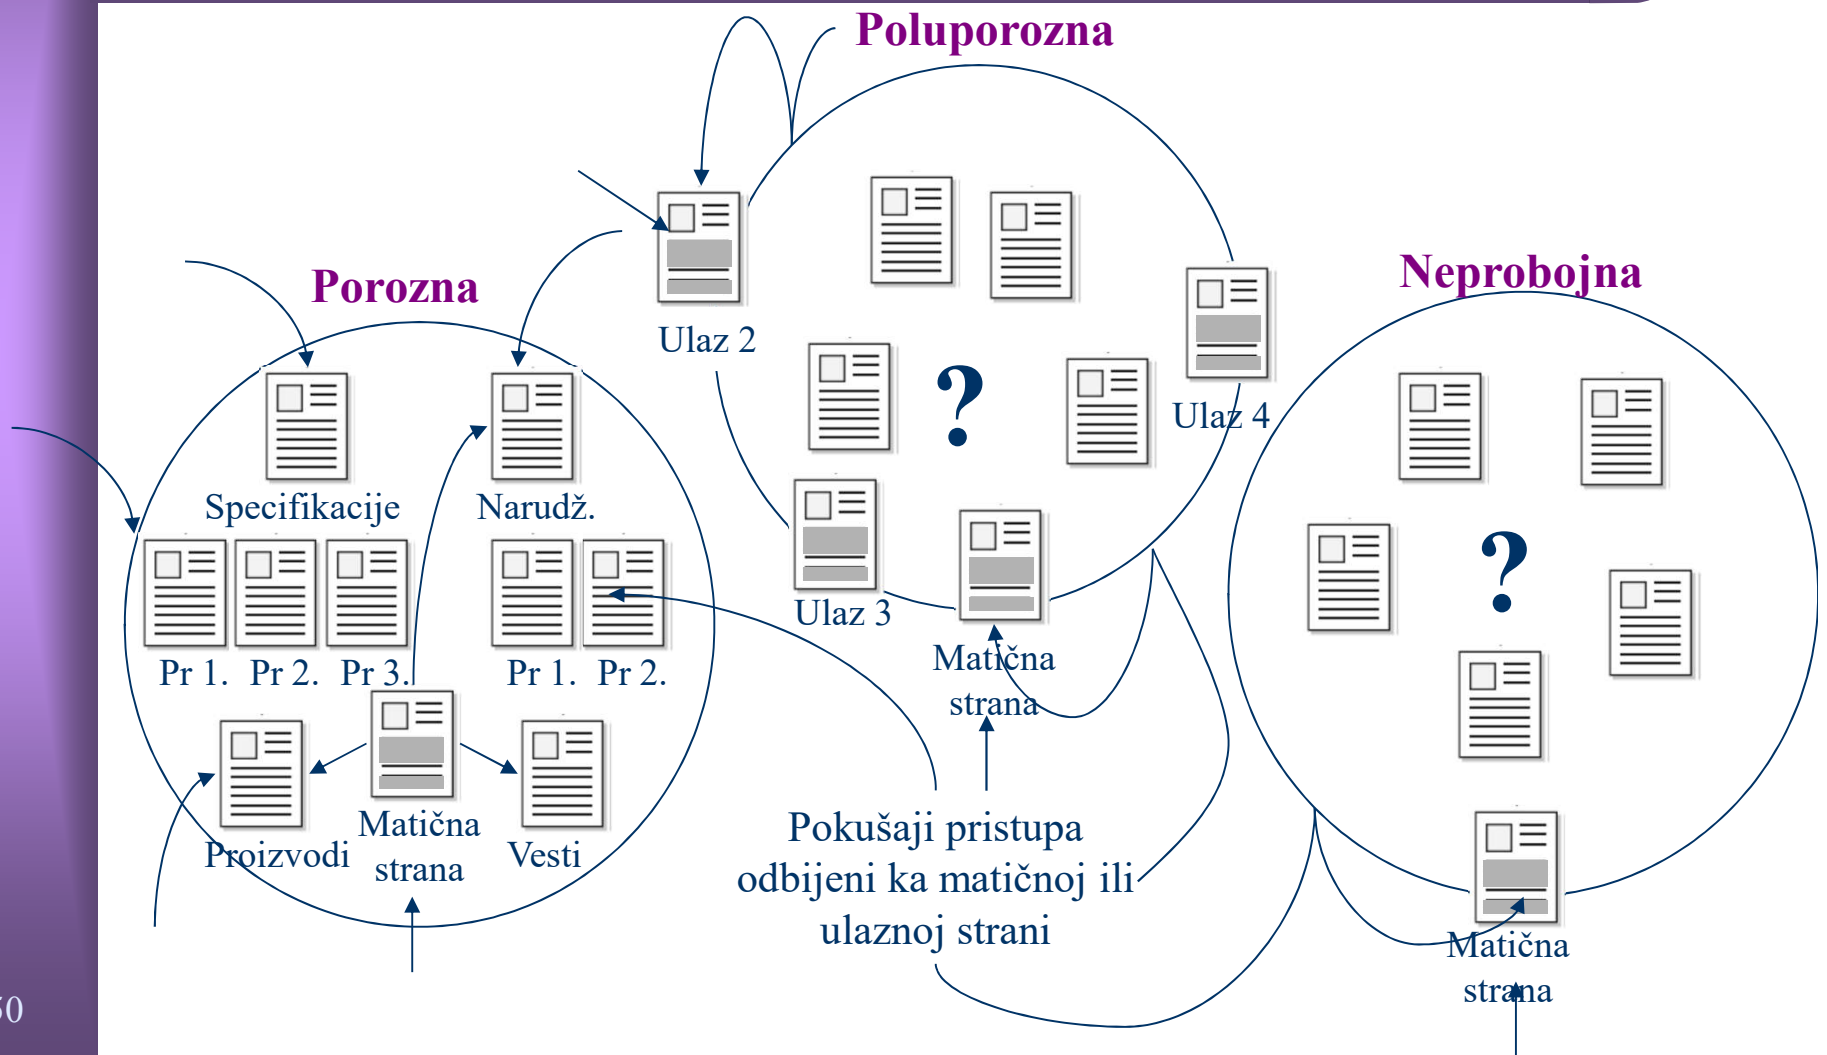 Poluporozna
Porozna
Neprobojna
Ulaz 2
Ulaz 4
?
Specifikacije
Narudž.
?
Ulaz 3
Matična
strana
Pr 1.
Pr 2.
Pr 3.
Pr 1.
Pr 2.
Proizvodi
Matična
strana
Vesti
Pokušaji pristupa
odbijeni ka matičnoj ili
ulaznoj strani
Matična
strana